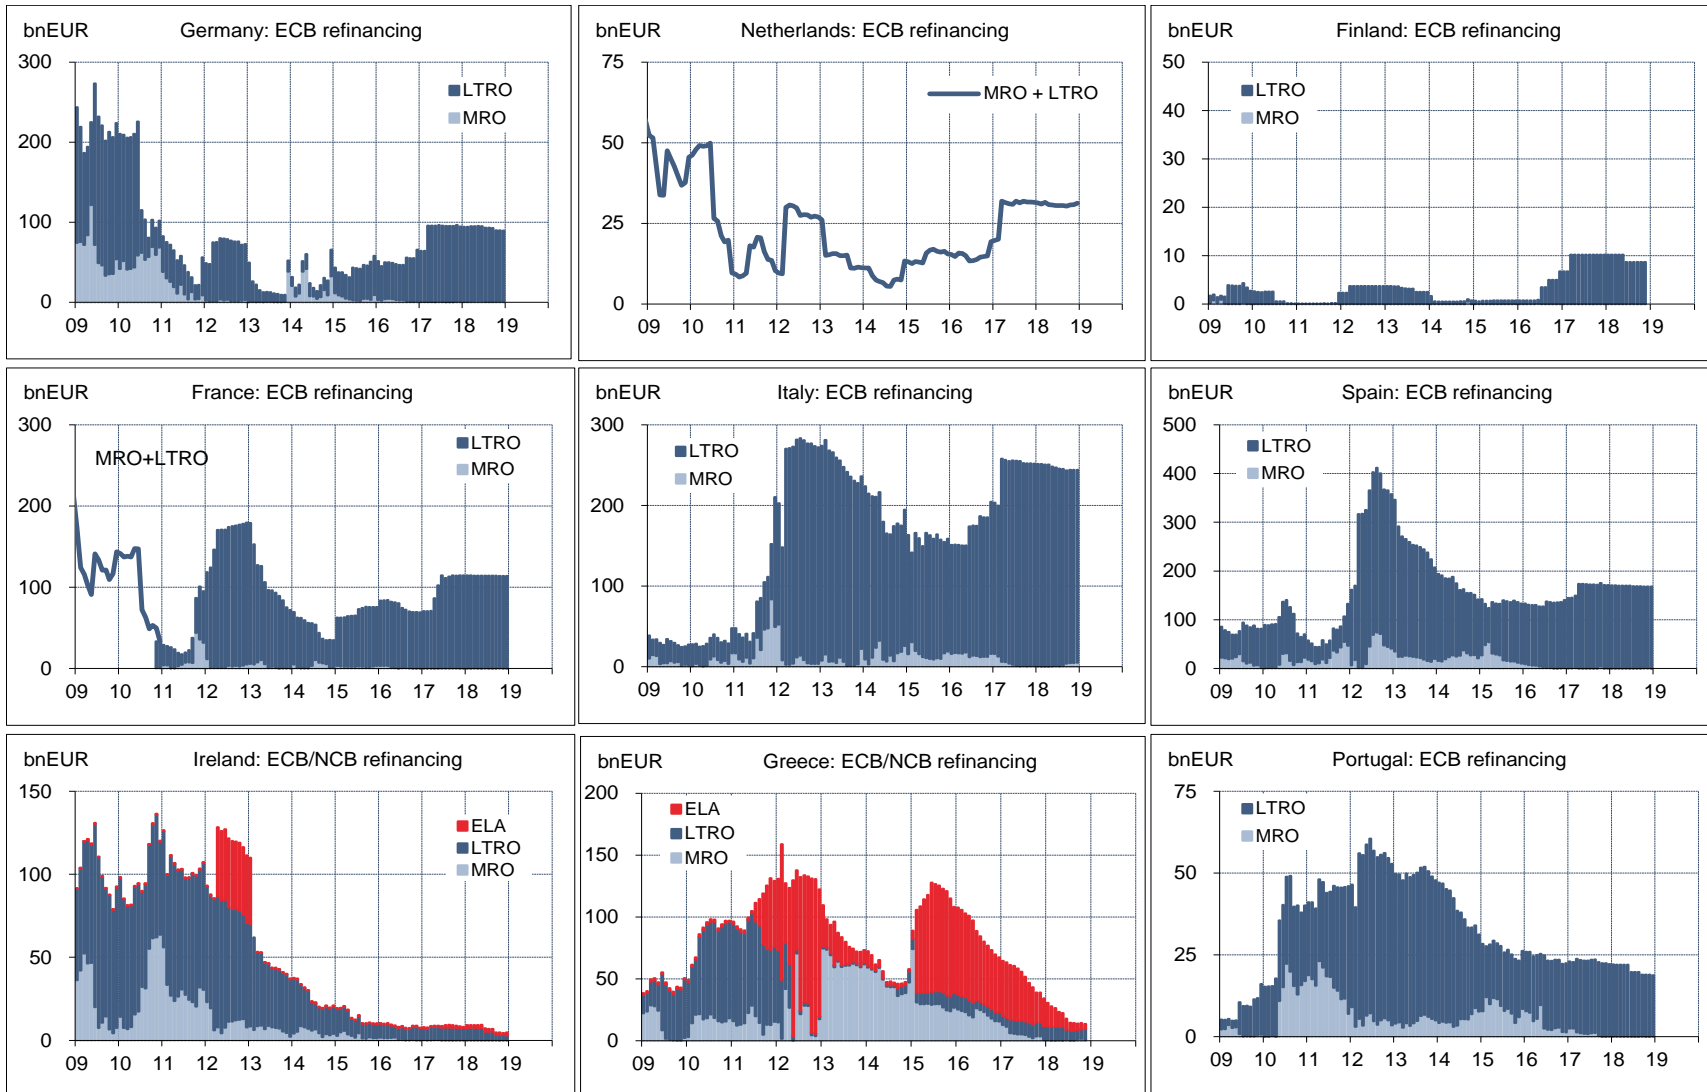 bnEUR Germany: ECB refinancing
300
LTRO
MRO
200
100
0
09 10 11 12 13 14 15 16 17 18 19
bnEUR Netherlands: ECB refinancing
75
MRO + LTRO
50
25
0
09 10 11 12 13 14 15 16 17 18 19
bnEUR Finland: ECB refinancing
50
LTRO
40
MRO
30
20
10
0
09 10 11 12 13 14 15 16 17 18 19
bnEUR France: ECB refinancing
300
LTRO
MRO+LTRO
MRO
200
100
0
09 10 11 12 13 14 15 16 17 18 19
bnEUR Italy: ECB refinancing
300
LTRO
MRO
200
100
0
09 10 11 12 13 14 15 16 17 18 19
bnEUR Spain: ECB refinancing
500
LTRO
400
MRO
300
200
100
0
09 10 11 12 13 14 15 16 17 18 19
bnEUR Ireland: ECB/NCB refinancing
150
ELA
LTRO
100
MRO
50
0
09 10 11 12 13 14 15 16 17 18 19
bnEUR Greece: ECB/NCB refinancing
200
ELA
LTRO
150
MRO
100
50
0
09 10 11 12 13 14 15 16 17 18 19
bnEUR Portugal: ECB refinancing
75
LTRO
MRO
50
25
0
09 10 11 12 13 14 15 16 17 18 19